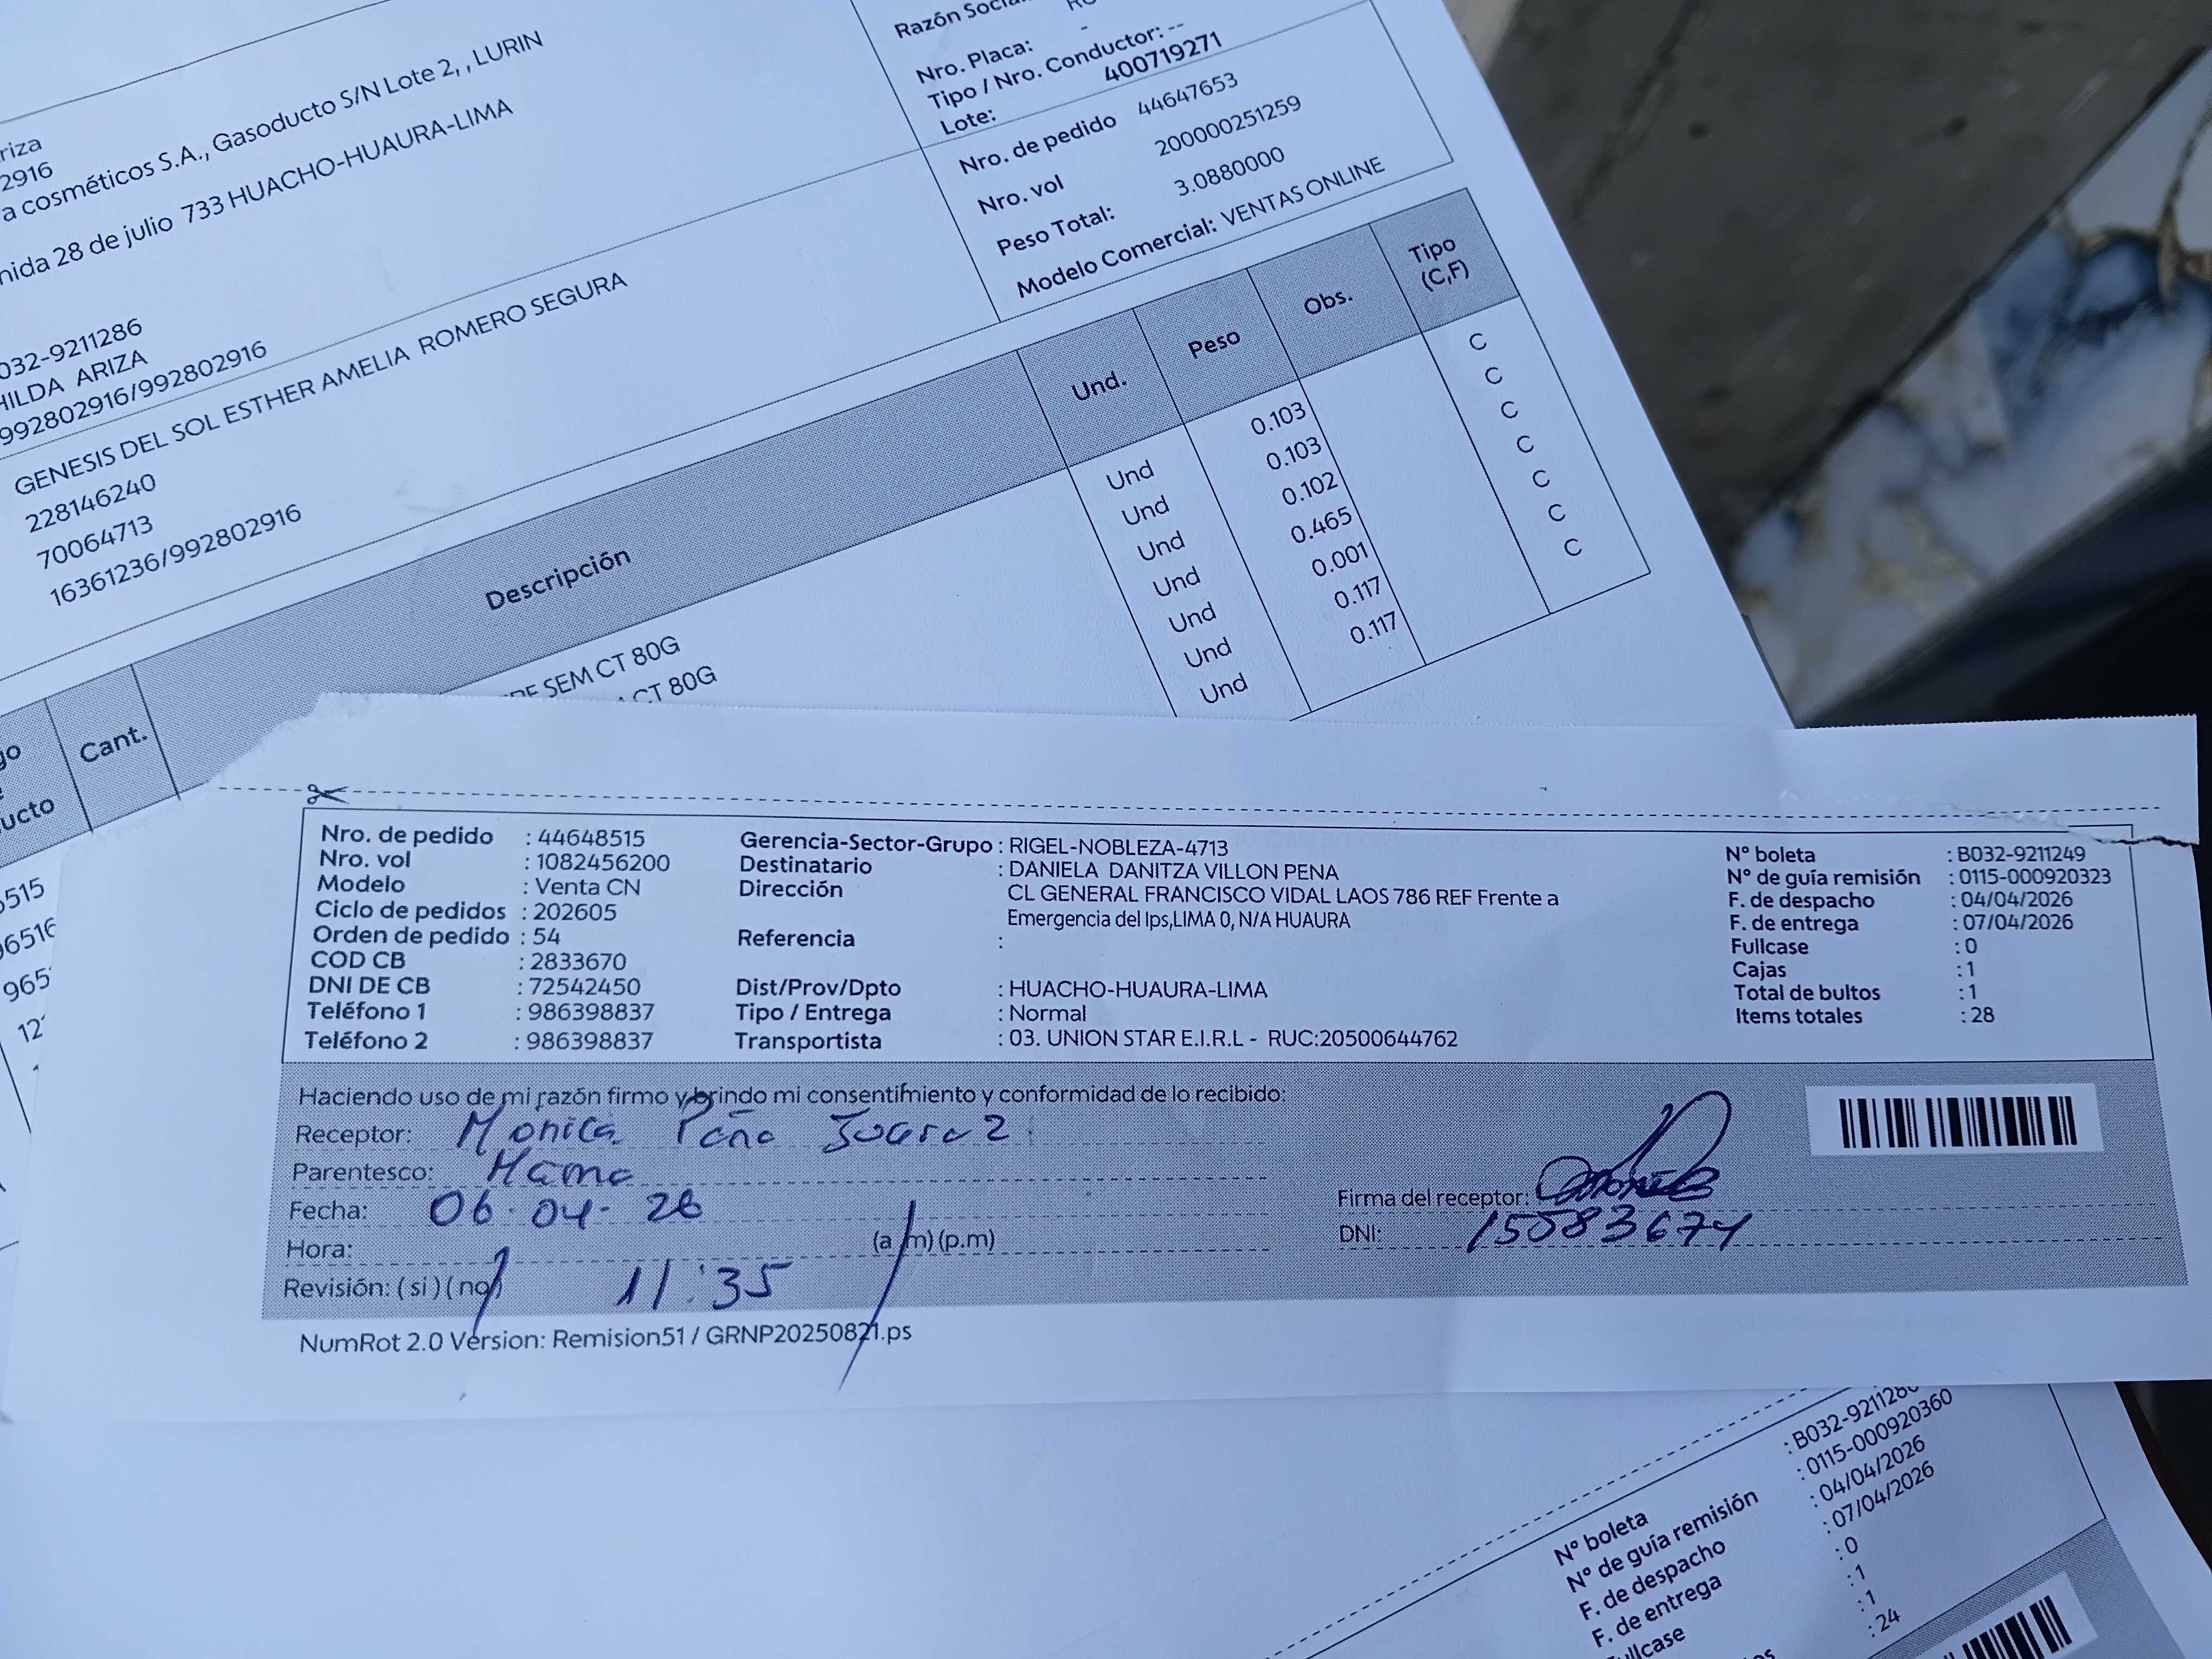 Razón Social
Nro. Placa: -
Tipo / Nro. Conductor: --
Lote: 400719271
Nro. de pedido 44647653
Nro. vol 200000251259
Peso Total: 3.0880000
Modelo Comercial: VENTAS ONLINE
riza
2916
a cosméticos S.A., Gasoducto S/N Lote 2, , LURIN
nida 28 de julio 733 HUACHO-HUAURA-LIMA
032-9211286
HILDA ARIZA
992802916/992802916
GENESIS DEL SOL ESTHER AMELIA ROMERO SEGURA
228146240
70064713
16361236/992802916
go
ucto Cant. Descripción Und. Peso Obs. Tipo (C,F)
Und 0.103 C
Und 0.103 C
Und 0.102 C
Und 0.465 C
Und 0.001 C
Und 0.117 C
Und 0.117 C
SEM CT 80G
CT 80G
6515
96516
965
12
Nro. de pedido : 44648515
Nro. vol : 1082456200
Modelo : Venta CN
Ciclo de pedidos : 202605
Orden de pedido : 54
COD CB : 2833670
DNI DE CB : 72542450
Teléfono 1 : 986398837
Teléfono 2 : 986398837
Gerencia-Sector-Grupo : RIGEL-NOBLEZA-4713
Destinatario : DANIELA DANITZA VILLON PENA
Dirección CL GENERAL FRANCISCO VIDAL LAOS 786 REF Frente a
Emergencia del Ips,LIMA 0, N/A HUAURA
Referencia :
Dist/Prov/Dpto : HUACHO-HUAURA-LIMA
Tipo / Entrega : Normal
Transportista : 03. UNION STAR E.I.R.L - RUC:20500644762
N° boleta : B032-9211249
N° de guía remisión : 0115-000920323
F. de despacho : 04/04/2026
F. de entrega : 07/04/2026
Fullcase : 0
Cajas : 1
Total de bultos : 1
Items totales : 28
Haciendo uso de mi razón firmo y brindo mi consentimiento y conformidad de lo recibido:
Receptor: Monica Peña Juarez
Parentesco: Mama
Fecha: 06-04-26
Hora: (a.m) (p.m)
Revisión: (si) (no) 11:35
Firma del receptor:
DNI: 15583674
NumRot 2.0 Version: Remision51 / GRNP20250821.ps
N° boleta : B032-9211286
N° de guía remisión : 0115-000920360
F. de despacho : 04/04/2026
F. de entrega : 07/04/2026
ullcase : 0
: 1
: 1
: 24